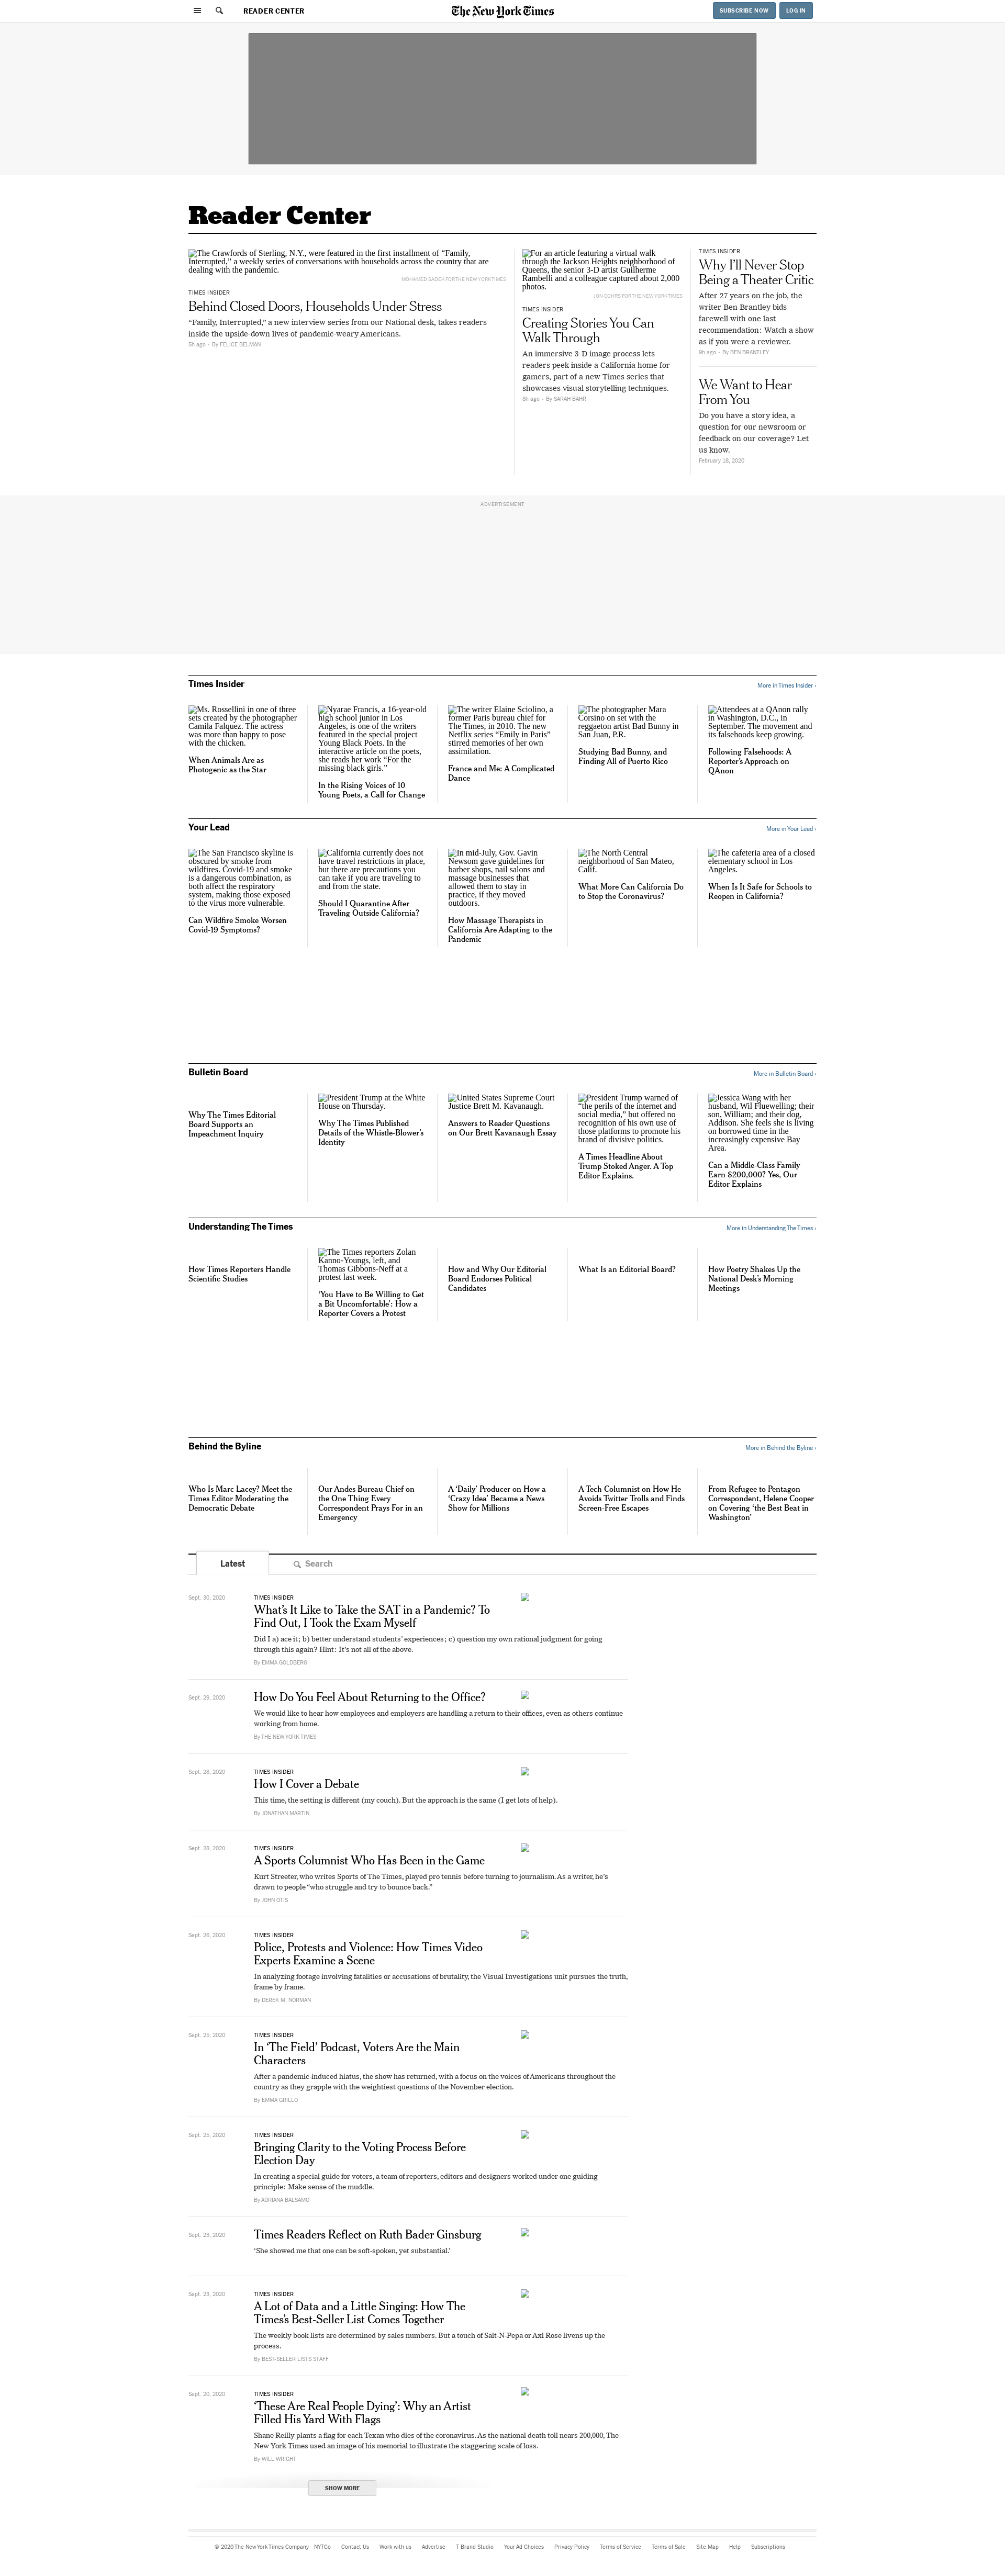 READER CENTER
The New York Times
SUBSCRIBE NOW
LOG IN
Reader Center
The Crawfords of Sterling, N.Y., were featured in the first installment of “Family,
Interrupted,” a weekly series of conversations with households across the country that are
dealing with the pandemic.
MOHAMED SADEK FOR THE NEW YORK TIMES
TIMES INSIDER
Behind Closed Doors, Households Under Stress
“Family, Interrupted,” a new interview series from our National desk, takes readers
inside the upside-down lives of pandemic-weary Americans.
5h ago - By FELICE BELMAN
For an article featuring a virtual walk
through the Jackson Heights neighborhood of
Queens, the senior 3-D artist Guilherme
Rambelli and a colleague captured about 2,000
photos.
JON COHRS FOR THE NEW YORK TIMES
TIMES INSIDER
Creating Stories You Can
Walk Through
An immersive 3-D image process lets
readers peek inside a California home for
gamers, part of a new Times series that
showcases visual storytelling techniques.
8h ago - By SARAH BAHR
TIMES INSIDER
Why I’ll Never Stop
Being a Theater Critic
After 27 years on the job, the
writer Ben Brantley bids
farewell with one last
recommendation: Watch a show
as if you were a reviewer.
9h ago - By BEN BRANTLEY
We Want to Hear
From You
Do you have a story idea, a
question for our newsroom or
feedback on our coverage? Let
us know.
February 18, 2020
ADVERTISEMENT
Times Insider
More in Times Insider ›
Ms. Rossellini in one of three
sets created by the photographer
Camila Falquez. The actress
was more than happy to pose
with the chicken.
When Animals Are as
Photogenic as the Star
Nyarae Francis, a 16-year-old
high school junior in Los
Angeles, is one of the writers
featured in the special project
Young Black Poets. In the
interactive article on the poets,
she reads her work “For the
missing black girls.”
In the Rising Voices of 10
Young Poets, a Call for Change
The writer Elaine Sciolino, a
former Paris bureau chief for
The Times, in 2010. The new
Netflix series “Emily in Paris”
stirred memories of her own
assimilation.
France and Me: A Complicated
Dance
The photographer Mara
Corsino on set with the
reggaeton artist Bad Bunny in
San Juan, P.R.
Studying Bad Bunny, and
Finding All of Puerto Rico
Attendees at a QAnon rally
in Washington, D.C., in
September. The movement and
its falsehoods keep growing.
Following Falsehoods: A
Reporter’s Approach on
QAnon
Your Lead
More in Your Lead ›
The San Francisco skyline is
obscured by smoke from
wildfires. Covid-19 and smoke
is a dangerous combination, as
both affect the respiratory
system, making those exposed
to the virus more vulnerable.
Can Wildfire Smoke Worsen
Covid-19 Symptoms?
California currently does not
have travel restrictions in place,
but there are precautions you
can take if you are traveling to
and from the state.
Should I Quarantine After
Traveling Outside California?
In mid-July, Gov. Gavin
Newsom gave guidelines for
barber shops, nail salons and
massage businesses that
allowed them to stay in
practice, if they moved
outdoors.
How Massage Therapists in
California Are Adapting to the
Pandemic
The North Central
neighborhood of San Mateo,
Calif.
What More Can California Do
to Stop the Coronavirus?
The cafeteria area of a closed
elementary school in Los
Angeles.
When Is It Safe for Schools to
Reopen in California?
Bulletin Board
More in Bulletin Board ›
Why The Times Editorial
Board Supports an
Impeachment Inquiry
President Trump at the White
House on Thursday.
Why The Times Published
Details of the Whistle-Blower’s
Identity
United States Supreme Court
Justice Brett M. Kavanaugh.
Answers to Reader Questions
on Our Brett Kavanaugh Essay
President Trump warned of
“the perils of the internet and
social media,” but offered no
recognition of his own use of
those platforms to promote his
brand of divisive politics.
A Times Headline About
Trump Stoked Anger. A Top
Editor Explains.
Jessica Wang with her
husband, Wil Fluewelling; their
son, William; and their dog,
Addison. She feels she is living
on borrowed time in the
increasingly expensive Bay
Area.
Can a Middle-Class Family
Earn $200,000? Yes, Our
Editor Explains
Understanding The Times
More in Understanding The Times ›
How Times Reporters Handle
Scientific Studies
The Times reporters Zolan
Kanno-Youngs, left, and
Thomas Gibbons-Neff at a
protest last week.
‘You Have to Be Willing to Get
a Bit Uncomfortable’: How a
Reporter Covers a Protest
How and Why Our Editorial
Board Endorses Political
Candidates
What Is an Editorial Board?
How Poetry Shakes Up the
National Desk’s Morning
Meetings
Behind the Byline
More in Behind the Byline ›
Who Is Marc Lacey? Meet the
Times Editor Moderating the
Democratic Debate
Our Andes Bureau Chief on
the One Thing Every
Correspondent Prays For in an
Emergency
A ‘Daily’ Producer on How a
‘Crazy Idea’ Became a News
Show for Millions
A Tech Columnist on How He
Avoids Twitter Trolls and Finds
Screen-Free Escapes
From Refugee to Pentagon
Correspondent, Helene Cooper
on Covering ‘the Best Beat in
Washington’
Latest
Search
Sept. 30, 2020
TIMES INSIDER
What’s It Like to Take the SAT in a Pandemic? To
Find Out, I Took the Exam Myself
Did I a) ace it; b) better understand students’ experiences; c) question my own rational judgment for going
through this again? Hint: It’s not all of the above.
By EMMA GOLDBERG
Sept. 29, 2020
How Do You Feel About Returning to the Office?
We would like to hear how employees and employers are handling a return to their offices, even as others continue
working from home.
By THE NEW YORK TIMES
Sept. 28, 2020
TIMES INSIDER
How I Cover a Debate
This time, the setting is different (my couch). But the approach is the same (I get lots of help).
By JONATHAN MARTIN
Sept. 28, 2020
TIMES INSIDER
A Sports Columnist Who Has Been in the Game
Kurt Streeter, who writes Sports of The Times, played pro tennis before turning to journalism. As a writer, he’s
drawn to people “who struggle and try to bounce back.”
By JOHN OTIS
Sept. 26, 2020
TIMES INSIDER
Police, Protests and Violence: How Times Video
Experts Examine a Scene
In analyzing footage involving fatalities or accusations of brutality, the Visual Investigations unit pursues the truth,
frame by frame.
By DEREK M. NORMAN
Sept. 25, 2020
TIMES INSIDER
In ‘The Field’ Podcast, Voters Are the Main
Characters
After a pandemic-induced hiatus, the show has returned, with a focus on the voices of Americans throughout the
country as they grapple with the weightiest questions of the November election.
By EMMA GRILLO
Sept. 25, 2020
TIMES INSIDER
Bringing Clarity to the Voting Process Before
Election Day
In creating a special guide for voters, a team of reporters, editors and designers worked under one guiding
principle: Make sense of the muddle.
By ADRIANA BALSAMO
Sept. 23, 2020
Times Readers Reflect on Ruth Bader Ginsburg
‘She showed me that one can be soft-spoken, yet substantial.’
Sept. 23, 2020
TIMES INSIDER
A Lot of Data and a Little Singing: How The
Times’s Best-Seller List Comes Together
The weekly book lists are determined by sales numbers. But a touch of Salt-N-Pepa or Axl Rose livens up the
process.
By BEST-SELLER LISTS STAFF
Sept. 20, 2020
TIMES INSIDER
‘These Are Real People Dying’: Why an Artist
Filled His Yard With Flags
Shane Reilly plants a flag for each Texan who dies of the coronavirus. As the national death toll nears 200,000, The
New York Times used an image of his memorial to illustrate the staggering scale of loss.
By WILL WRIGHT
SHOW MORE
© 2020 The New York Times Company NYTCo Contact Us Work with us Advertise T Brand Studio Your Ad Choices Privacy Policy Terms of Service Terms of Sale Site Map Help Subscriptions